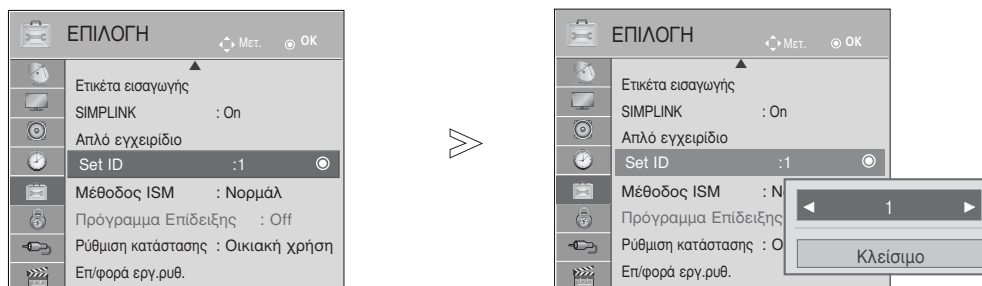 ΕΠΙΛΟΓΗ Μετ. OK
Ετικέτα εισαγωγής
SIMPLINK : On
Απλό εγχειρίδιο
Set ID :1
Μέθοδος ISM : Νορμάλ
Πρόγραμμα Επίδειξης : Off
Ρύθμιση κατάστασης : Οικιακή χρήση
Επ/φορά εργ.ρυθ.
ΕΠΙΛΟΓΗ Μετ. OK
Ετικέτα εισαγωγής
SIMPLINK : On
Απλό εγχειρίδιο
Set ID :1
Μέθοδος ISM : Ν
Πρόγραμμα Επίδειξης
Ρύθμιση κατάστασης : Ο
Επ/φορά εργ.ρυθ.
1
Κλείσιμο